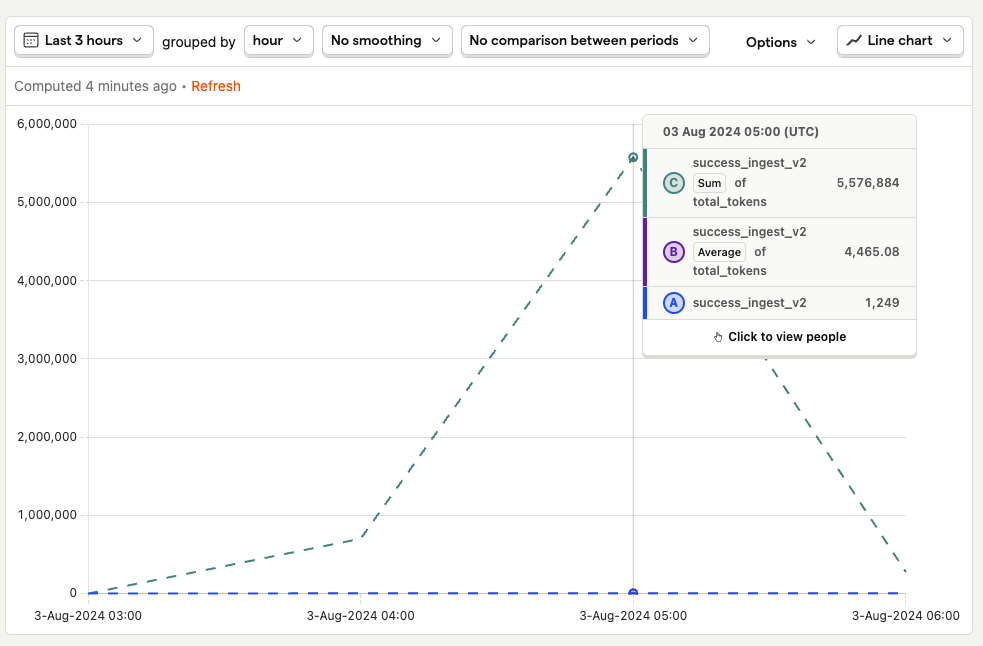 Last 3 hours grouped by hour No smoothing No comparison between periods Options Line chart
Computed 4 minutes ago • Refresh
6,000,000
5,000,000
4,000,000
3,000,000
2,000,000
1,000,000
0
3-Aug-2024 03:00 3-Aug-2024 04:00 3-Aug-2024 05:00 3-Aug-2024 06:00
03 Aug 2024 05:00 (UTC)
success_ingest_v2
C Sum of 5,576,884
total_tokens
success_ingest_v2
B Average of 4,465.08
total_tokens
A success_ingest_v2 1,249
Click to view people